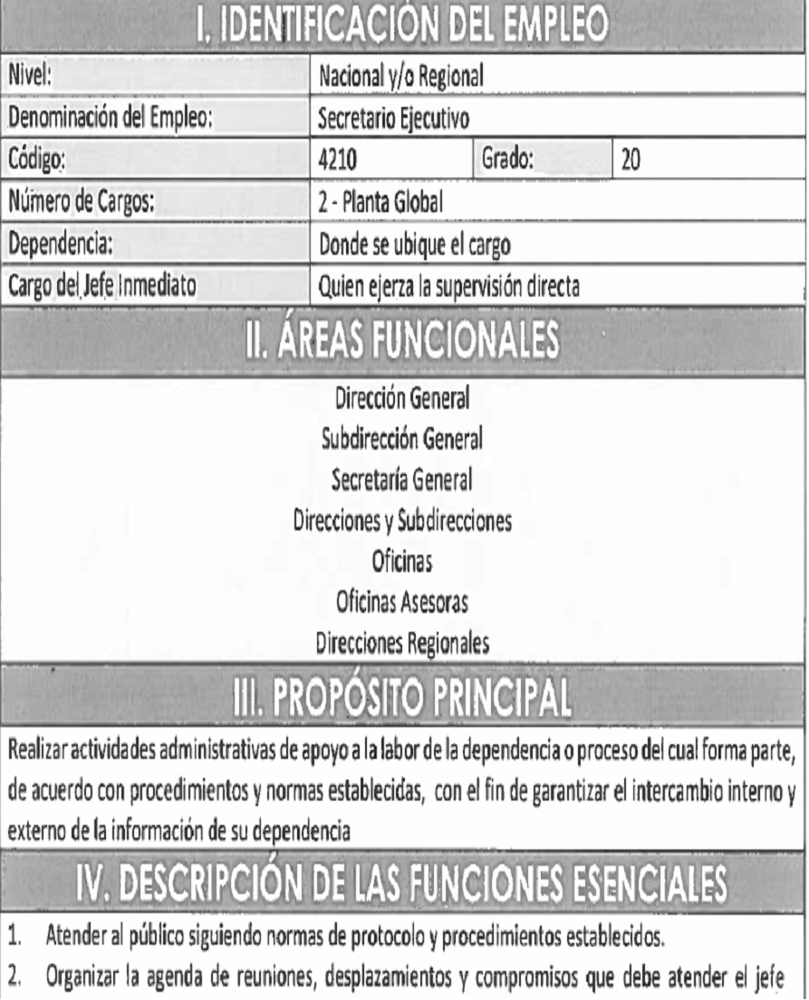 I. IDENTIFICACIÓN DEL EMPLEO
Nivel: Nacional y/o Regional
Denominación del Empleo: Secretario Ejecutivo
Código: 4210 Grado: 20
Número de Cargos: 2 - Planta Global
Dependencia: Donde se ubique el cargo
Cargo del Jefe Inmediato Quien ejerza la supervisión directa
II. ÁREAS FUNCIONALES
Dirección General
Subdirección General
Secretaría General
Direcciones y Subdirecciones
Oficinas
Oficinas Asesoras
Direcciones Regionales
III. PROPÓSITO PRINCIPAL
Realizar actividades administrativas de apoyo a la labor de la dependencia o proceso del cual forma parte,
de acuerdo con procedimientos y normas establecidas, con el fin de garantizar el intercambio interno y
externo de la información de su dependencia
IV. DESCRIPCIÓN DE LAS FUNCIONES ESENCIALES
1. Atender al público siguiendo normas de protocolo y procedimientos establecidos.
2. Organizar la agenda de reuniones, desplazamientos y compromisos que debe atender el jefe